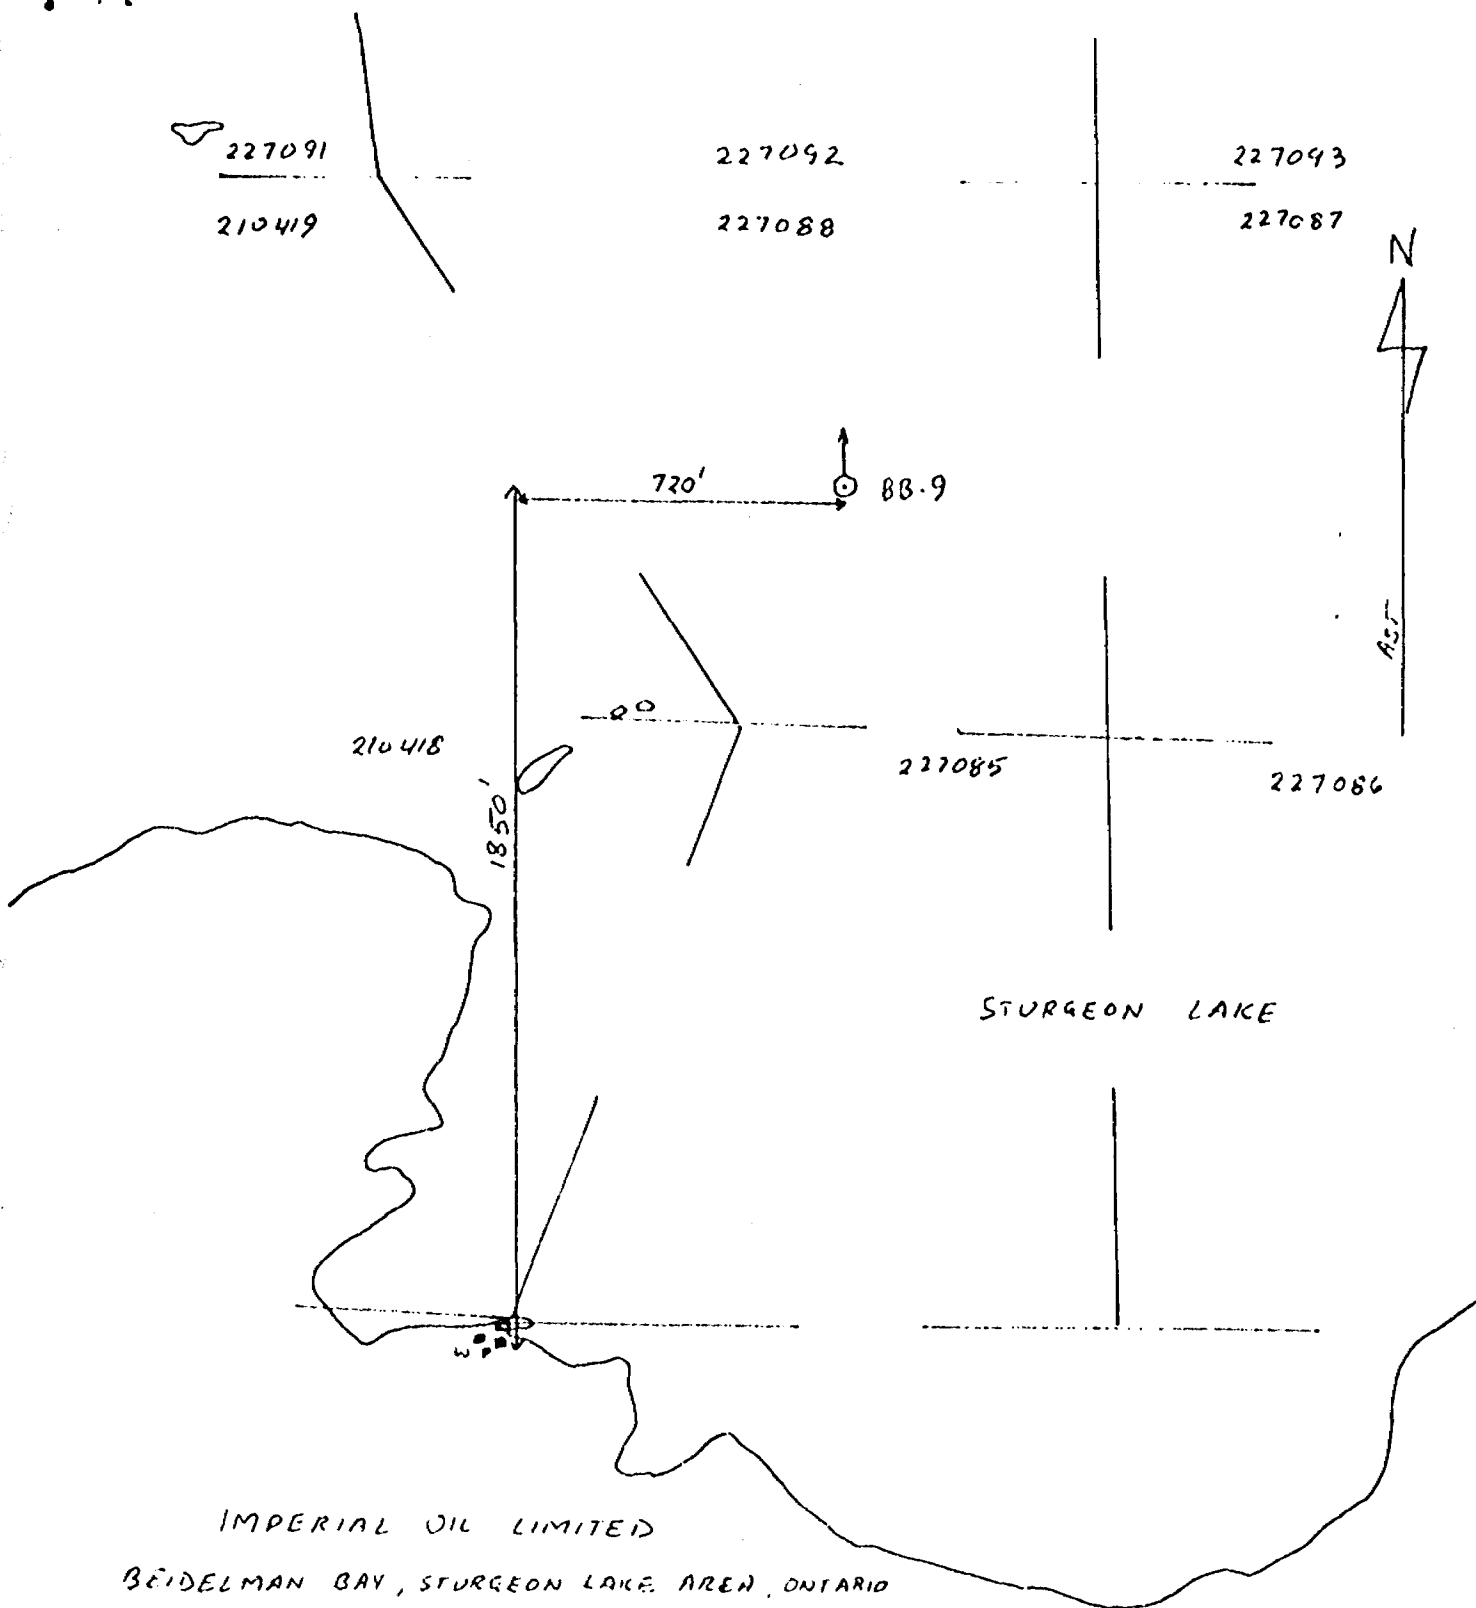 227091 227092 227093
210419 227088 227087
N
720' BB-9
AST
210418
1850'
227085
227086
STURGEON LAKE
W
IMPERIAL OIL LIMITED
BEIDELMAN BAY, STURGEON LAKE AREA, ONTARIO